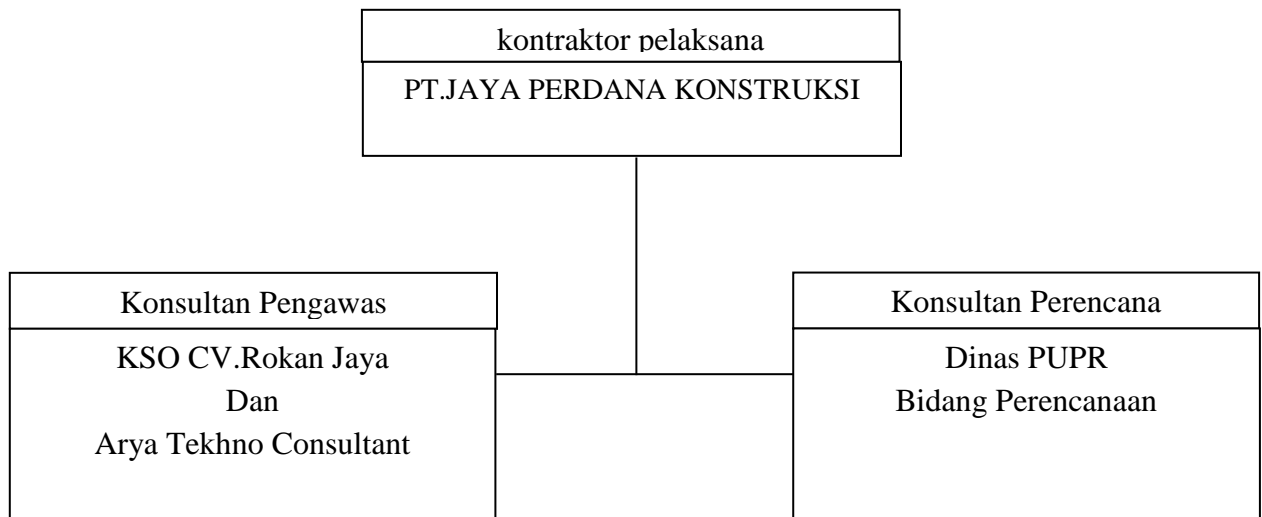 kontraktor pelaksana
PT.JAYA PERDANA KONSTRUKSI
Konsultan Pengawas
KSO CV.Rokan Jaya
Dan
Arya Tekhno Consultant
Konsultan Perencana
Dinas PUPR
Bidang Perencanaan